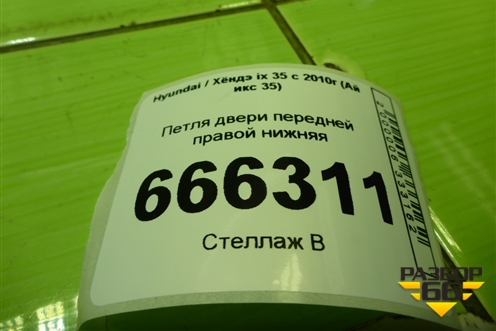 Hyundai / Хёндэ ix 35 с 2010г (Ай
икс 35)
Петля двери передней
правой нижняя
666311
Стеллаж В
РАЗБОР
66